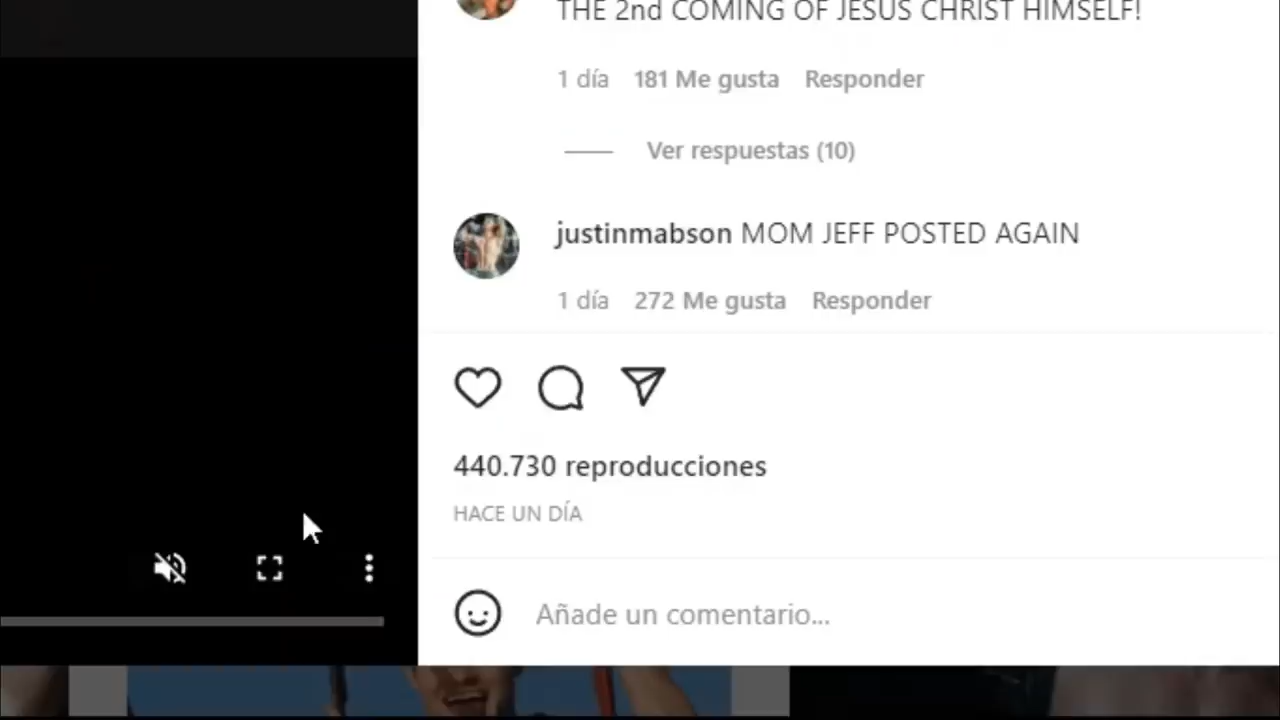 THE 2nd COMING OF JESUS CHRIST HIMSELF!
1 día 181 Me gusta Responder
Ver respuestas (10)
justinmabson MOM JEFF POSTED AGAIN
1 día 272 Me gusta Responder
440.730 reproducciones
HACE UN DÍA
Añade un comentario...